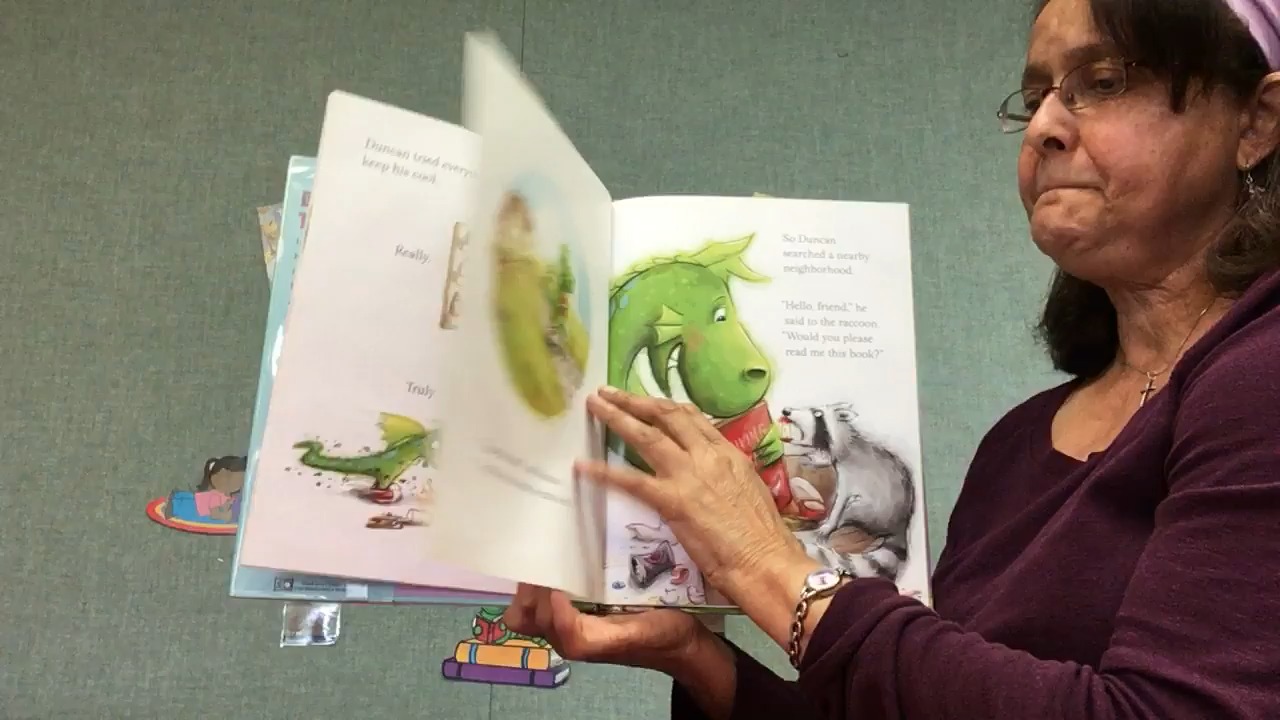 Duncan tried
keep his cool.
Really.
Truly
So Duncan
searched a nearby
neighborhood.
"Hello, friend," he
said to the raccoon.
"Would you please
read me this book?"